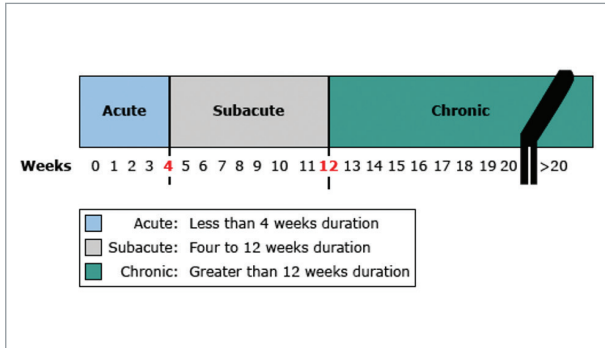 Acute Subacute Chronic
Weeks 0 1 2 3 4 5 6 7 8 9 10 11 12 13 14 15 16 17 18 19 20 >20
Acute: Less than 4 weeks duration
Subacute: Four to 12 weeks duration
Chronic: Greater than 12 weeks duration